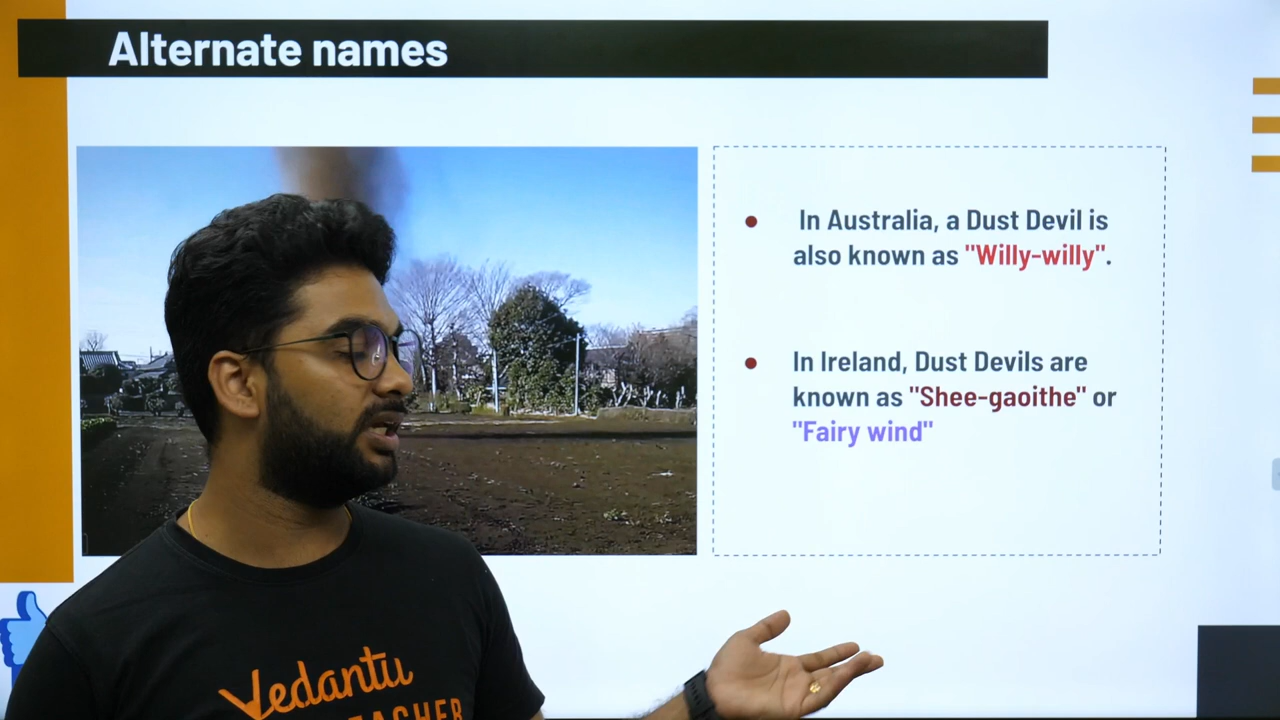 Alternate names
In Australia, a Dust Devil is
also known as "Willy-willy".
In Ireland, Dust Devils are
known as "Shee-gaoithe" or
"Fairy wind"
Vedantu